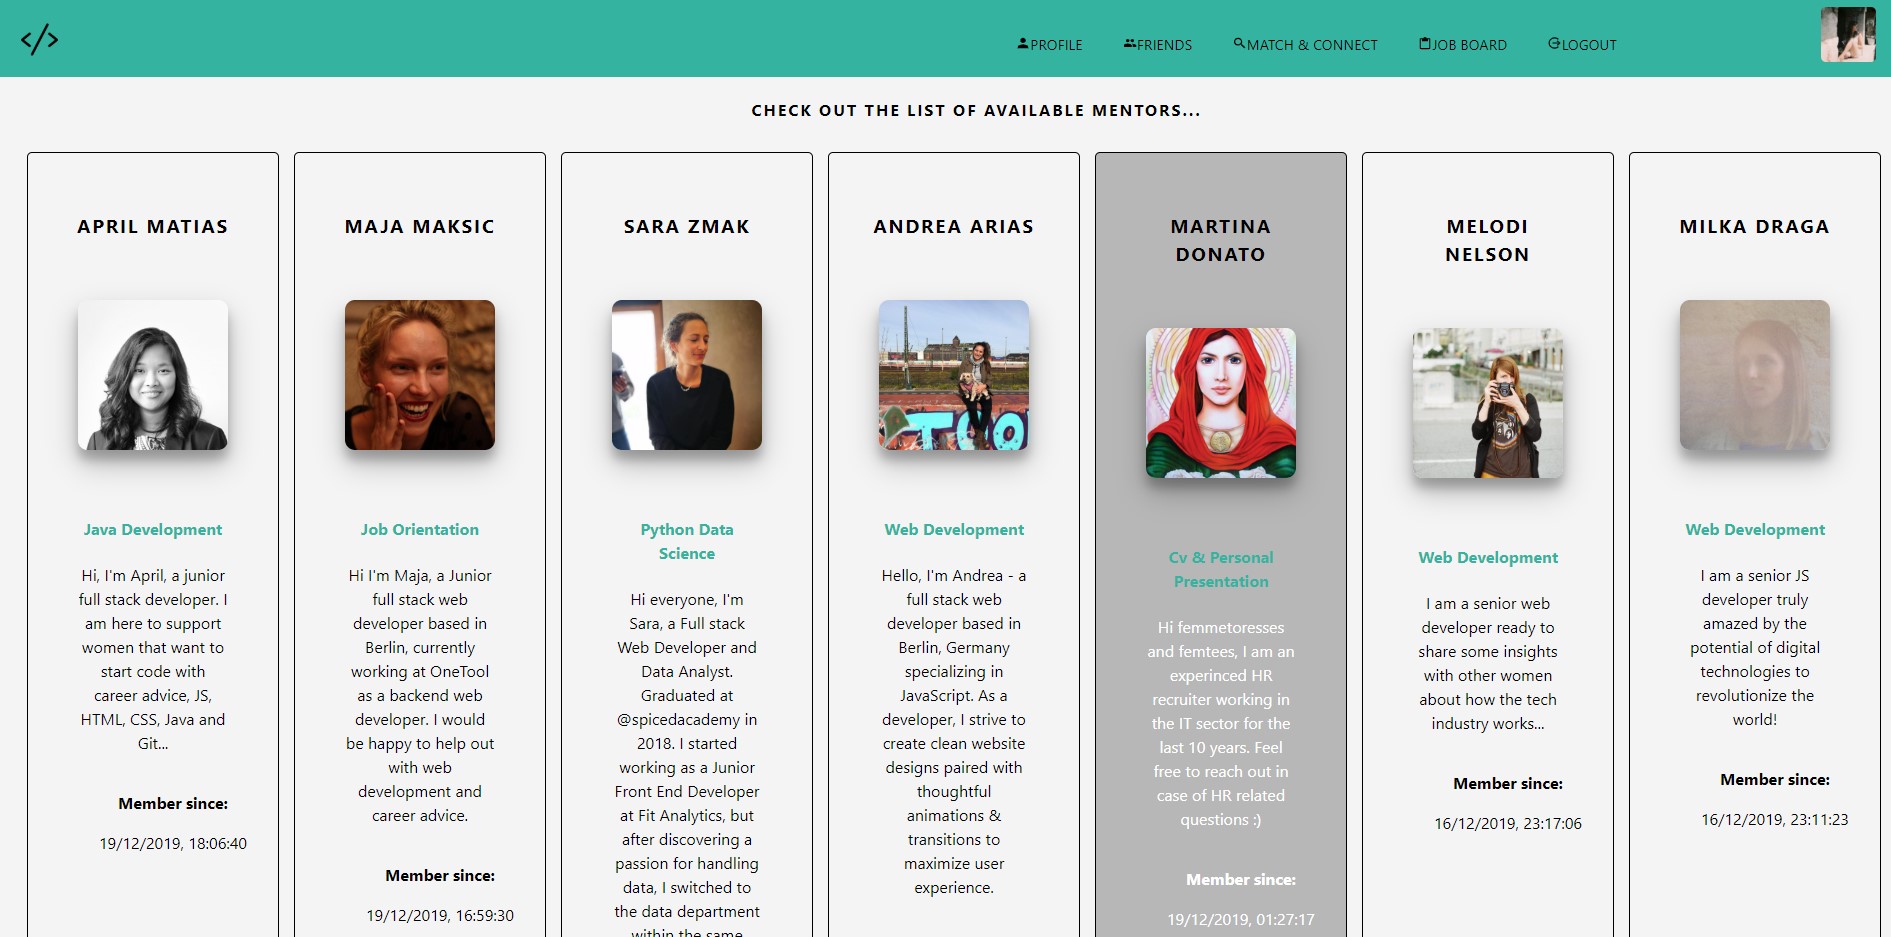 </>
PROFILE
FRIENDS
MATCH & CONNECT
JOB BOARD
LOGOUT
CHECK OUT THE LIST OF AVAILABLE MENTORS...
APRIL MATIAS
Java Development
Hi, I'm April, a junior
full stack developer. I
am here to support
women that want to
start code with
career advice, JS,
HTML, CSS, Java and
Git...
Member since:
19/12/2019, 18:06:40
MAJA MAKSIC
Job Orientation
Hi I'm Maja, a Junior
full stack web
developer based in
Berlin, currently
working at OneTool
as a backend web
developer. I would
be happy to help out
with web
development and
career advice.
Member since:
19/12/2019, 16:59:30
SARA ZMAK
Python Data
Science
Hi everyone, I'm
Sara, a Full stack
Web Developer and
Data Analyst.
Graduated at
@spicedacademy in
2018. I started
working as a Junior
Front End Developer
at Fit Analytics, but
after discovering a
passion for handling
data, I switched to
the data department
within the same
ANDREA ARIAS
TOO
Web Development
Hello, I'm Andrea - a
full stack web
developer based in
Berlin, Germany
specializing in
JavaScript. As a
developer, I strive to
create clean website
designs paired with
thoughtful
animations &
transitions to
maximize user
experience.
MARTINA
DONATO
Cv & Personal
Presentation
Hi femmetoresses
and femtees, I am an
experinced HR
recruiter working in
the IT sector for the
last 10 years. Feel
free to reach out in
case of HR related
questions :)
Member since:
19/12/2019, 01:27:17
MELODI
NELSON
Web Development
I am a senior web
developer ready to
share some insights
with other women
about how the tech
industry works...
Member since:
16/12/2019, 23:17:06
MILKA DRAGA
Web Development
I am a senior JS
developer truly
amazed by the
potential of digital
technologies to
revolutionize the
world!
Member since:
16/12/2019, 23:11:23